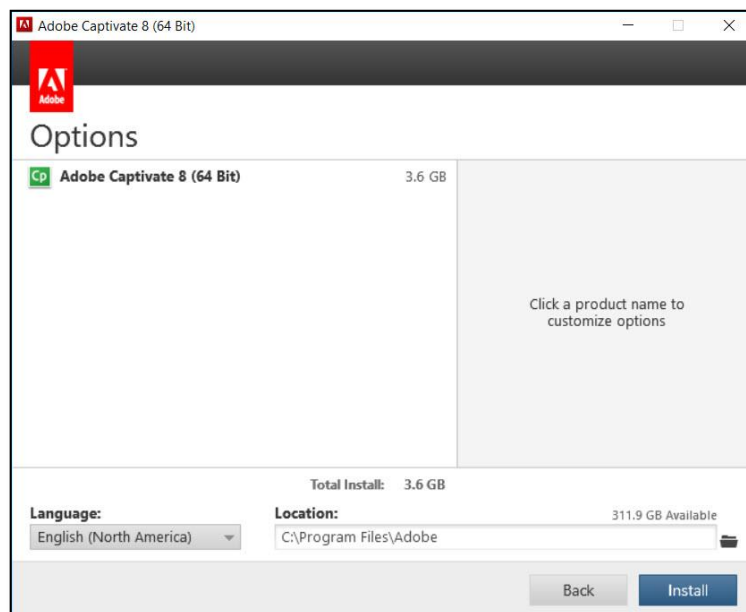 Adobe Captivate 8 (64 Bit)
Adobe
Options
Cp Adobe Captivate 8 (64 Bit) 3.6 GB
Click a product name to
customize options
Total Install: 3.6 GB
Language: Location: 311.9 GB Available
English (North America) C:\Program Files\Adobe
Back Install